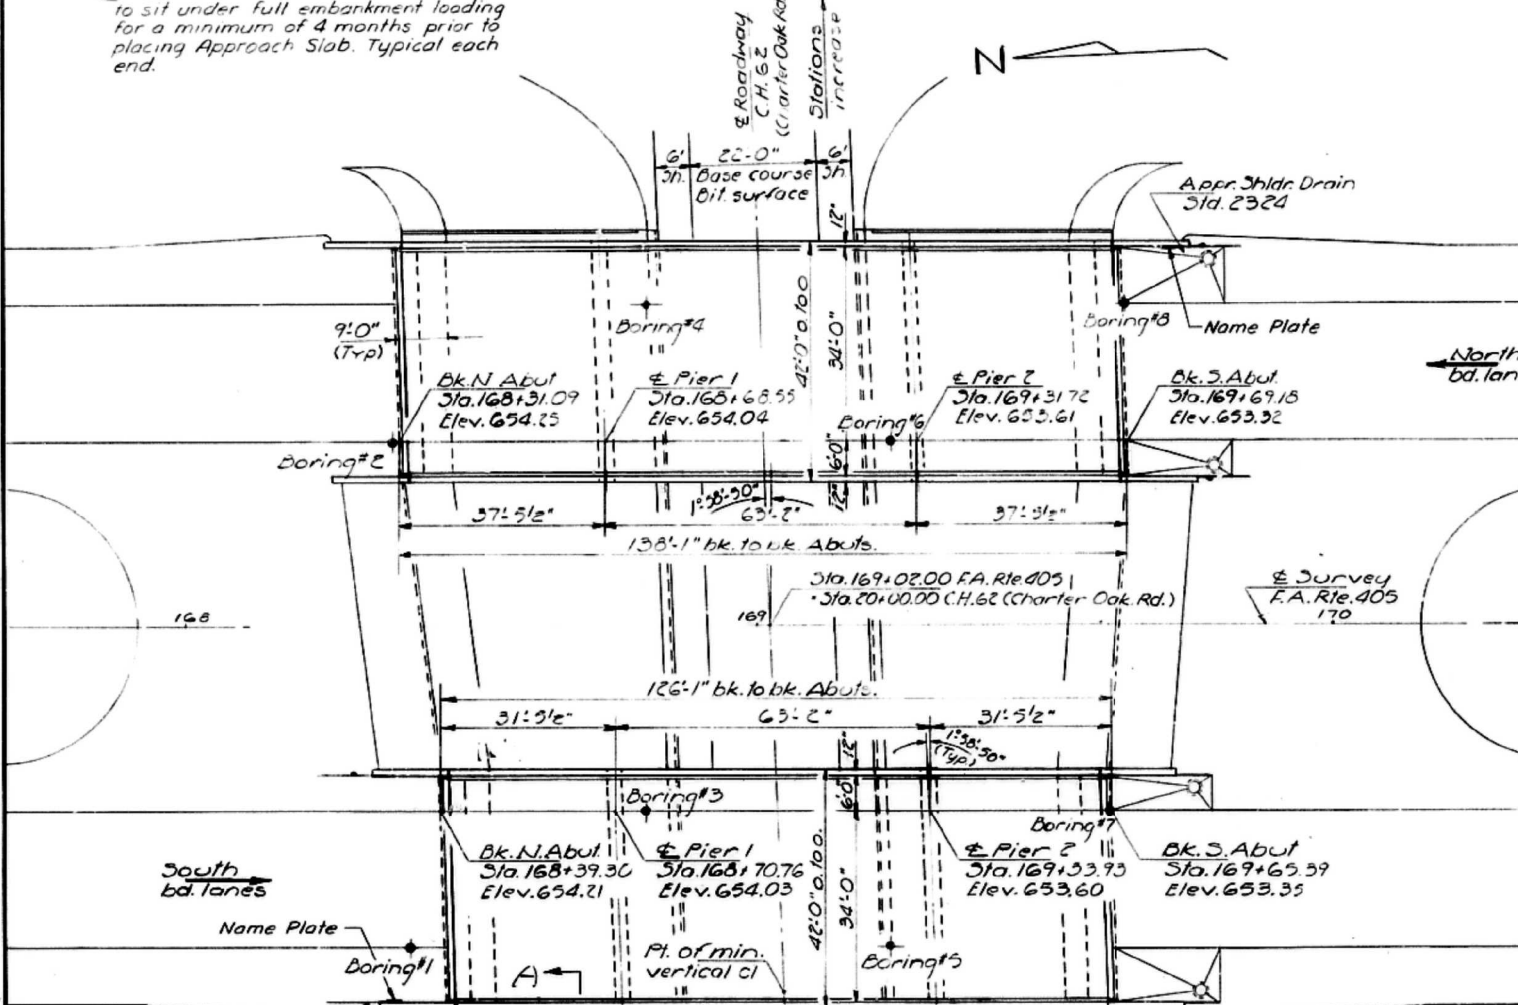 to sit under full embankment loading
for a minimum of 4 months prior to
placing Approach Slab. Typical each
end.
℄ Roadway
C.H. 62
(Charter Oak Rd
Stations
increase
N
6'
Sh.
22'-0"
Base course
Bit. surface
6'
Sh.
12"
Appr. Shldr. Drain
Std. 2324
9'-0"
(Typ)
Boring #4
42'-0" o. to o.
34'-0"
Boring #8
Name Plate
North
bd. lan
Bk. N. Abut.
Sta. 168+31.09
Elev. 654.25
℄ Pier 1
Sta. 168+68.55
Elev. 654.04
℄ Pier 2
Sta. 169+31.72
Elev. 653.61
Bk. S. Abut.
Sta. 169+69.18
Elev. 653.32
Boring #6
Boring #2
6'-0"
12"
1°-38'-50"
37'-5½"
63'-2"
37'-5½"
138'-1" bk. to bk. Abuts.
Sta. 169+02.00 F.A. Rte. 405
Sta. 20+00.00 C.H. 62 (Charter Oak Rd.)
℄ Survey
F.A. Rte. 405
168
169
170
126'-1" bk. to bk. Abuts.
31'-5½"
63'-2"
31'-5½"
12"
1°-38'-50"
(Typ.)
Boring #3
6'-0"
Boring #7
Bk. N. Abut.
Sta. 168+39.30
Elev. 654.21
℄ Pier 1
Sta. 168+70.76
Elev. 654.03
42'-0" o. to o.
34'-0"
℄ Pier 2
Sta. 169+33.93
Elev. 653.60
Bk. S. Abut
Sta. 169+65.39
Elev. 653.35
South
bd. lanes
Name Plate
Boring #1
A
Pt. of min.
vertical cl
Boring #5